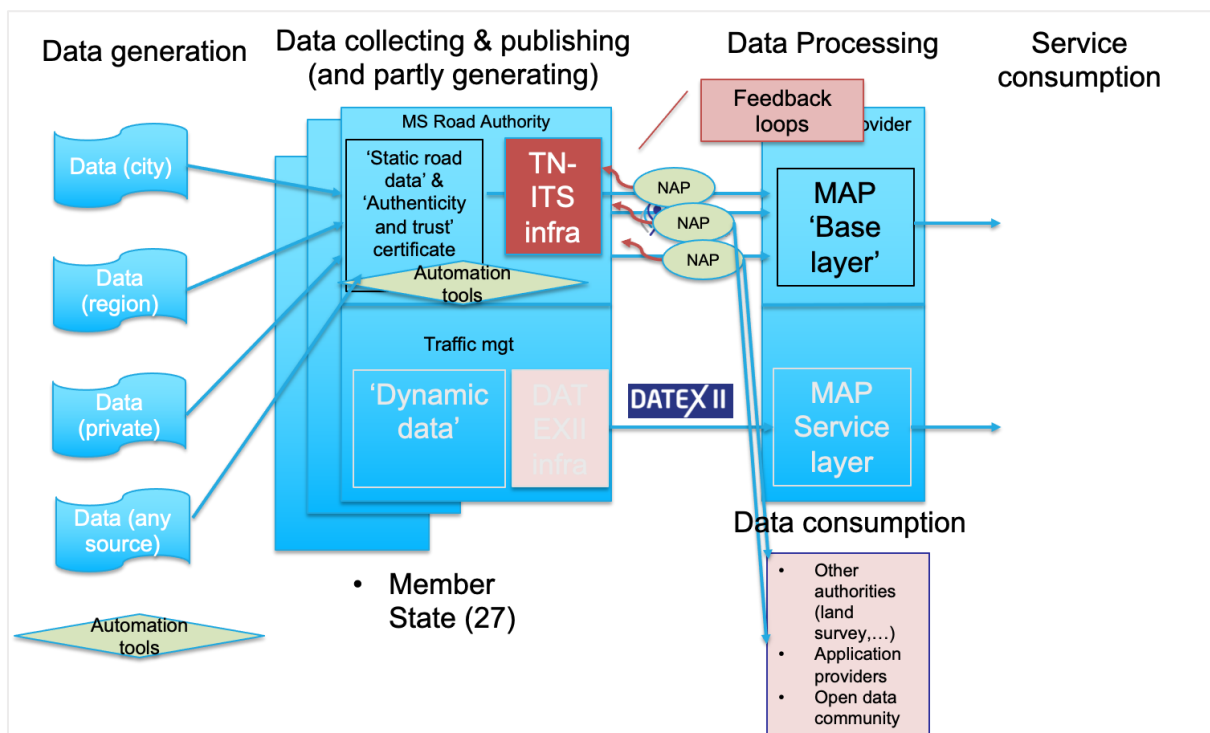 Data generation
Data collecting & publishing
(and partly generating)
Data Processing
Service
consumption
Feedback
loops
MS Road Authority
ovider
Data (city)
'Static road
data' &
'Authenticity
and trust'
certificate
TN-
ITS
infra
NAP
NAP
NAP
MAP
'Base
layer'
Automation
tools
Data
(region)
Traffic mgt
Data
(private)
'Dynamic
data'
DAT
EXII
infra
DATEX II
MAP
Service
layer
Data (any
source)
Data consumption
• Member
State (27)
• Other
authorities
(land
survey,…)
• Application
providers
• Open data
community
Automation
tools